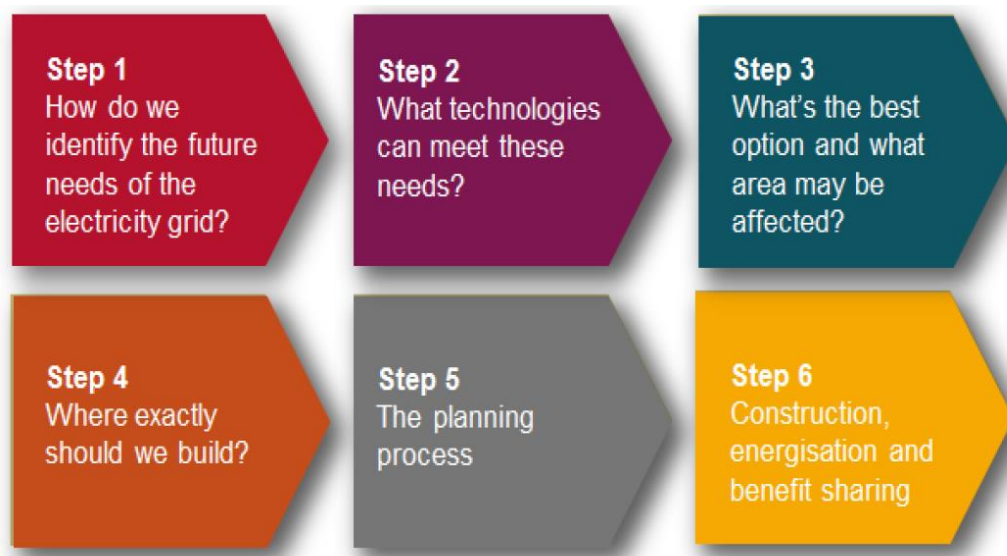 Step 1
How do we
identify the future
needs of the
electricity grid?
Step 2
What technologies
can meet these
needs?
Step 3
What's the best
option and what
area may be
affected?
Step 4
Where exactly
should we build?
Step 5
The planning
process
Step 6
Construction,
energisation and
benefit sharing